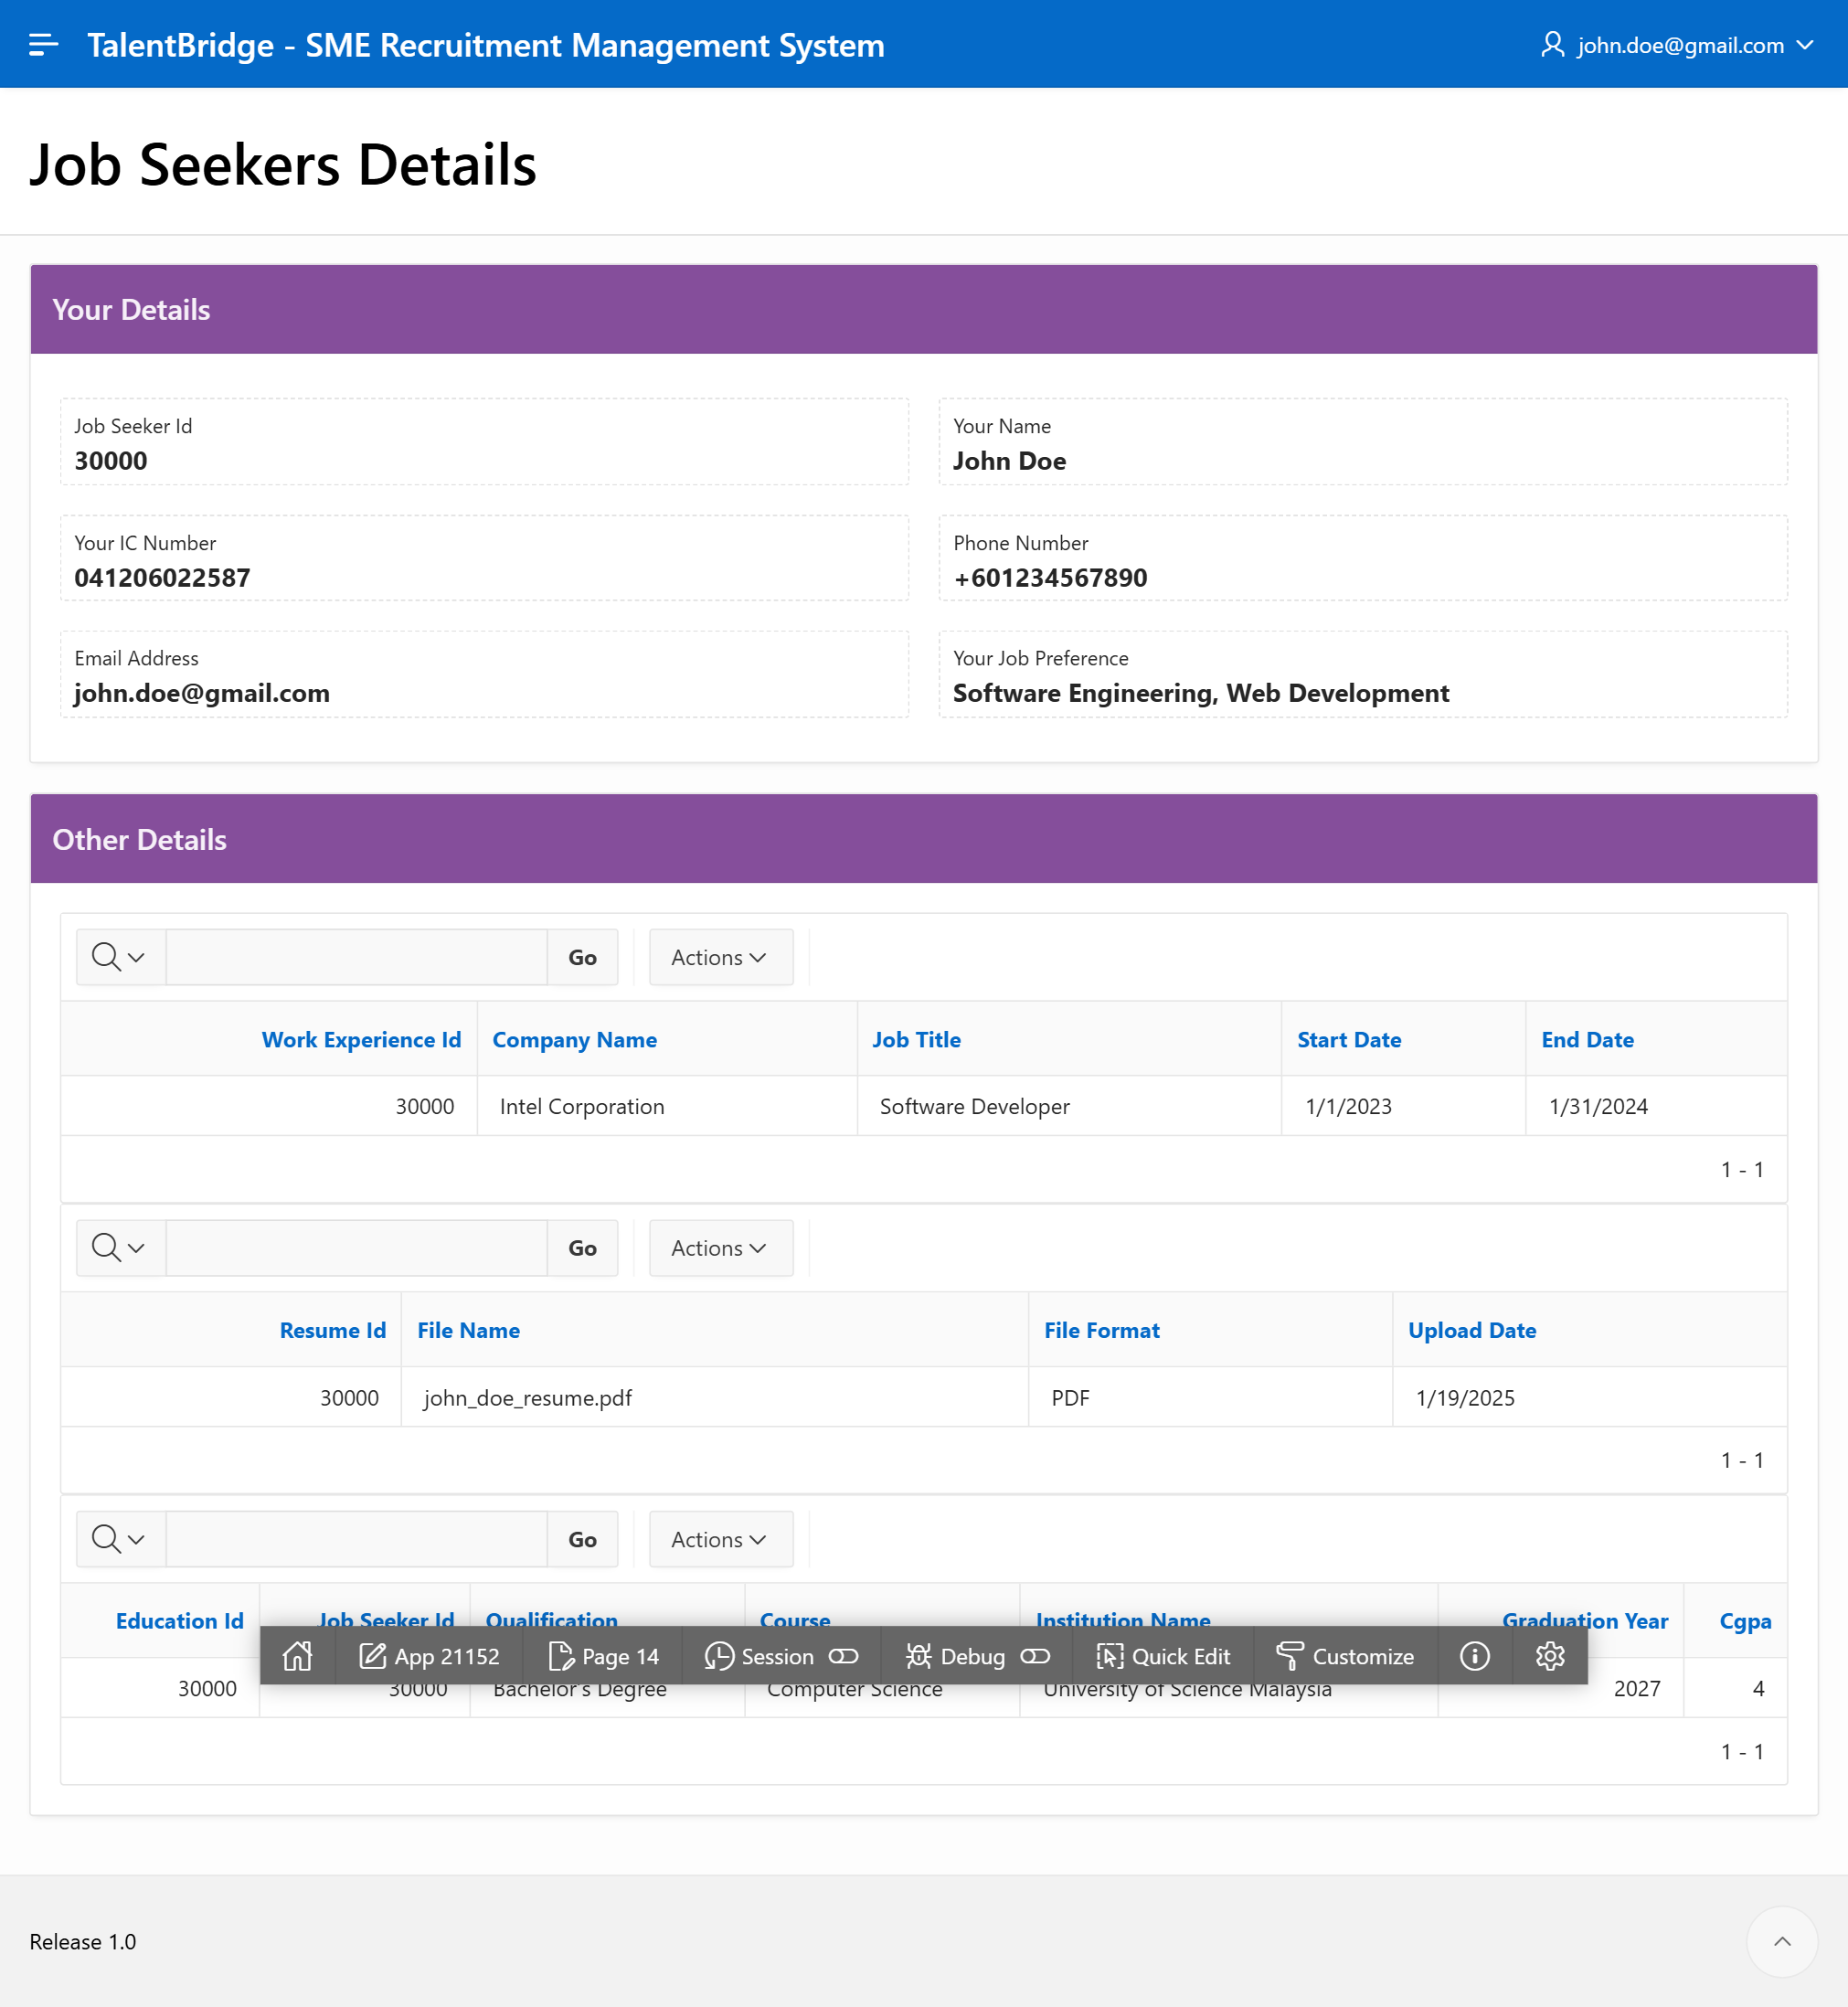 TalentBridge - SME Recruitment Management System john.doe@gmail.com
Job Seekers Details
Your Details
Job Seeker Id Your Name
30000 John Doe
Your IC Number Phone Number
041206022587 +601234567890
Email Address Your Job Preference
john.doe@gmail.com Software Engineering, Web Development
Other Details
Go Actions
Work Experience Id Company Name Job Title Start Date End Date
30000 Intel Corporation Software Developer 1/1/2023 1/31/2024
1 - 1
Go Actions
Resume Id File Name File Format Upload Date
30000 john_doe_resume.pdf PDF 1/19/2025
1 - 1
Go Actions
Education Id Job Seeker Id Qualification Course Institution Name Graduation Year Cgpa
App 21152 Page 14 Session Debug Quick Edit Customize
30000 30000 Bachelor's Degree Computer Science University of Science Malaysia 2027 4
1 - 1
Release 1.0